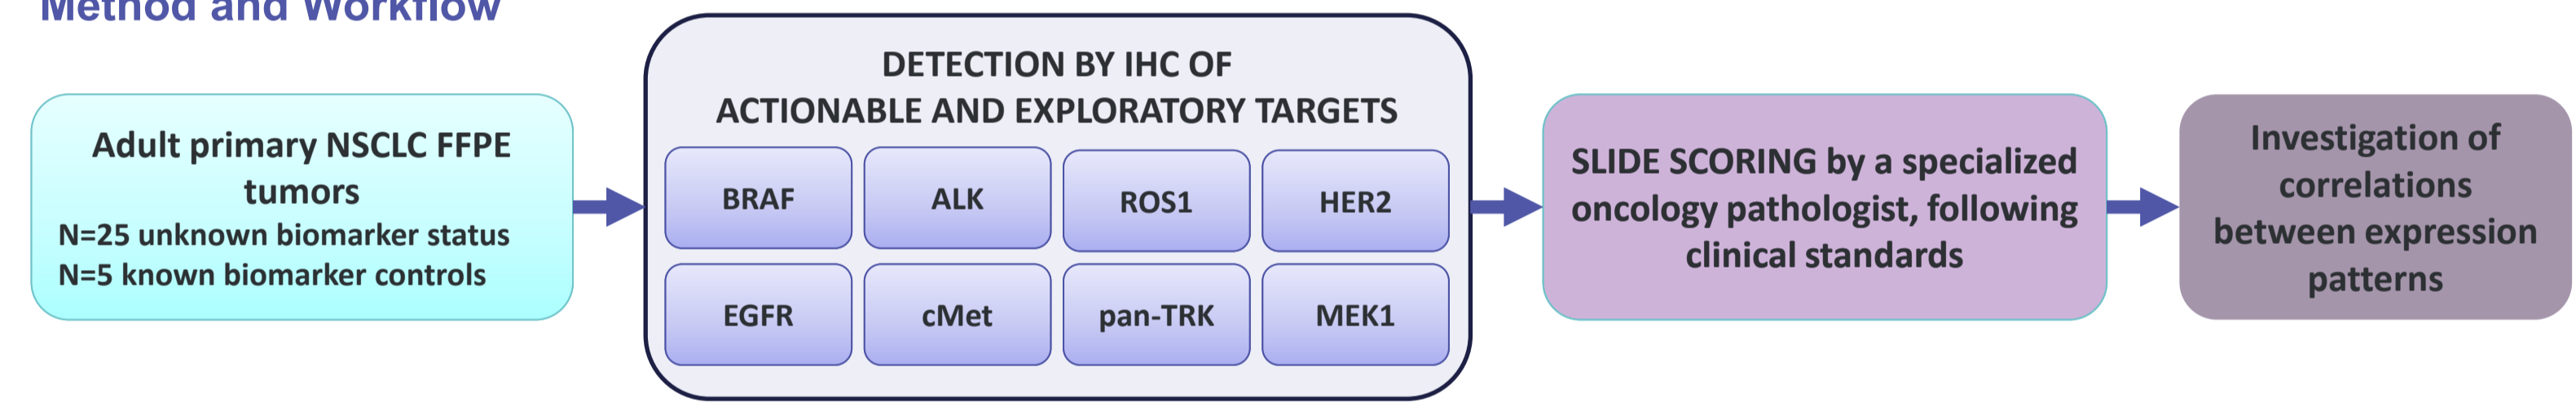 Method and Workflow
Adult primary NSCLC FFPE
tumors
N=25 unknown biomarker status
N=5 known biomarker controls
DETECTION BY IHC OF
ACTIONABLE AND EXPLORATORY TARGETS
BRAF
ALK
ROS1
HER2
EGFR
cMet
pan-TRK
MEK1
SLIDE SCORING by a specialized
oncology pathologist, following
clinical standards
Investigation of
correlations
between expression
patterns